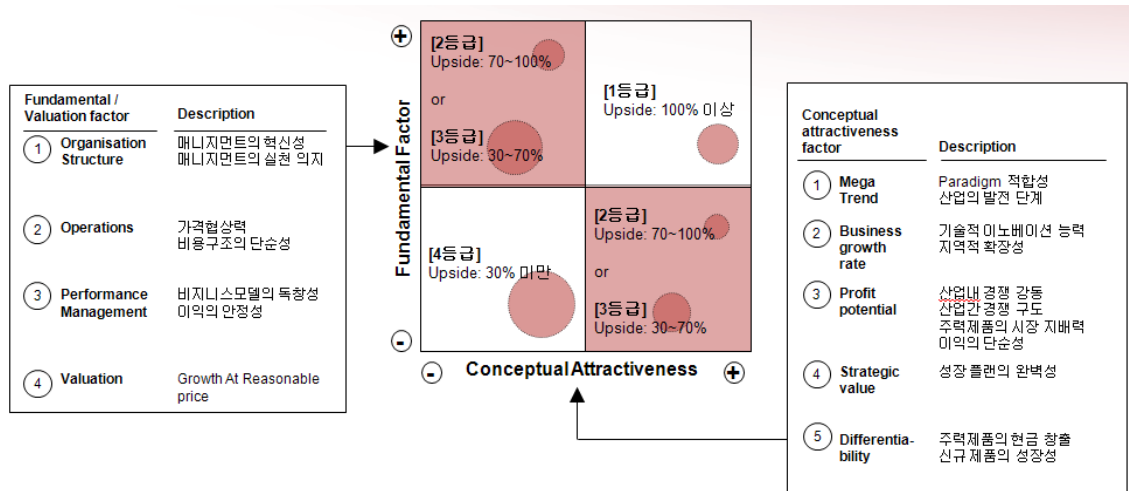 Fundamental /
Valuation factor
Description
1
Organisation
Structure
매니지먼트의 혁신성
매니지먼트의 실천 의지
2
Operations
가격협상력
비용구조의 단순성
3
Performance
Management
비지니스모델의 독창성
이익의 안정성
4
Valuation
Growth At Reasonable
price
Fundamental Factor
+
-
[2등급]
Upside: 70~100%
or
[3등급]
Upside: 30~70%
[1등급]
Upside: 100% 이상
[4등급]
Upside: 30% 미만
[2등급]
Upside: 70~100%
or
[3등급]
Upside: 30~70%
-
Conceptual Attractiveness
+
Conceptual
attractiveness
factor
Description
1
Mega
Trend
Paradigm 적합성
산업의 발전 단계
2
Business
growth
rate
기술적 이노베이션 능력
지역적 확장성
3
Profit
potential
산업내 경쟁 강동
산업간 경쟁 구도
주력제품의 시장 지배력
이익의 단순성
4
Strategic
value
성장 플랜의 완벽성
5
Differentia-
bility
주력제품의 현금 창출
신규 제품의 성장성